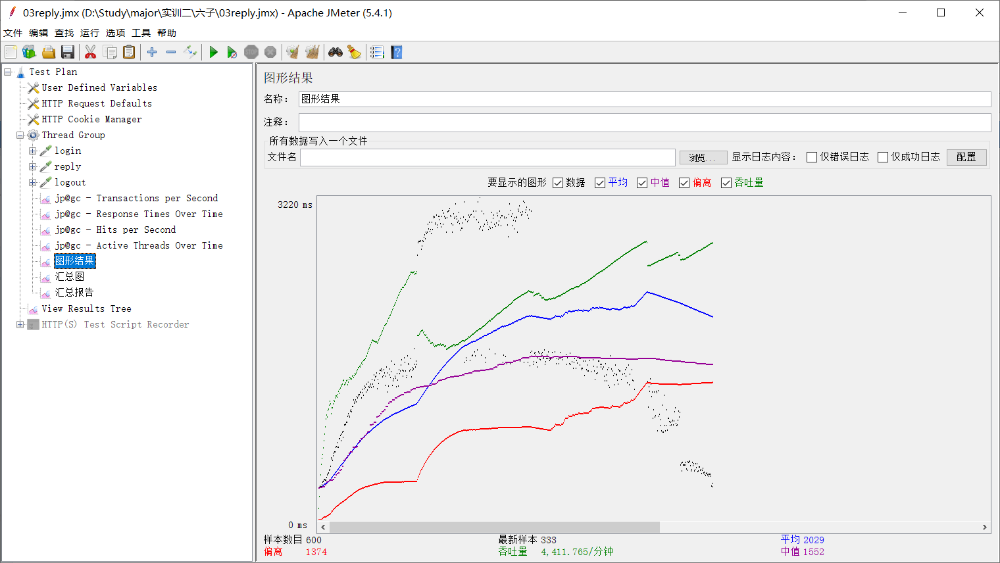 03reply.jmx (D:\Study\major\实训二\六子\03reply.jmx) - Apache JMeter (5.4.1)
文件 编辑 查找 运行 选项 工具 帮助
STOP
Test Plan
User Defined Variables
HTTP Request Defaults
HTTP Cookie Manager
Thread Group
login
reply
logout
jp@gc - Transactions per Second
jp@gc - Response Times Over Time
jp@gc - Hits per Second
jp@gc - Active Threads Over Time
图形结果
汇总图
汇总报告
View Results Tree
HTTP(S) Test Script Recorder
图形结果
名称： 图形结果
注释：
所有数据写入一个文件
文件名 浏览... 显示日志内容： 仅错误日志 仅成功日志 配置
要显示的图形 数据 平均 中值 偏离 吞吐量
3220 ms
0 ms
样本数目 600 最新样本 333 平均 2029
偏离 1374 吞吐量 4,411.765/分钟 中值 1552